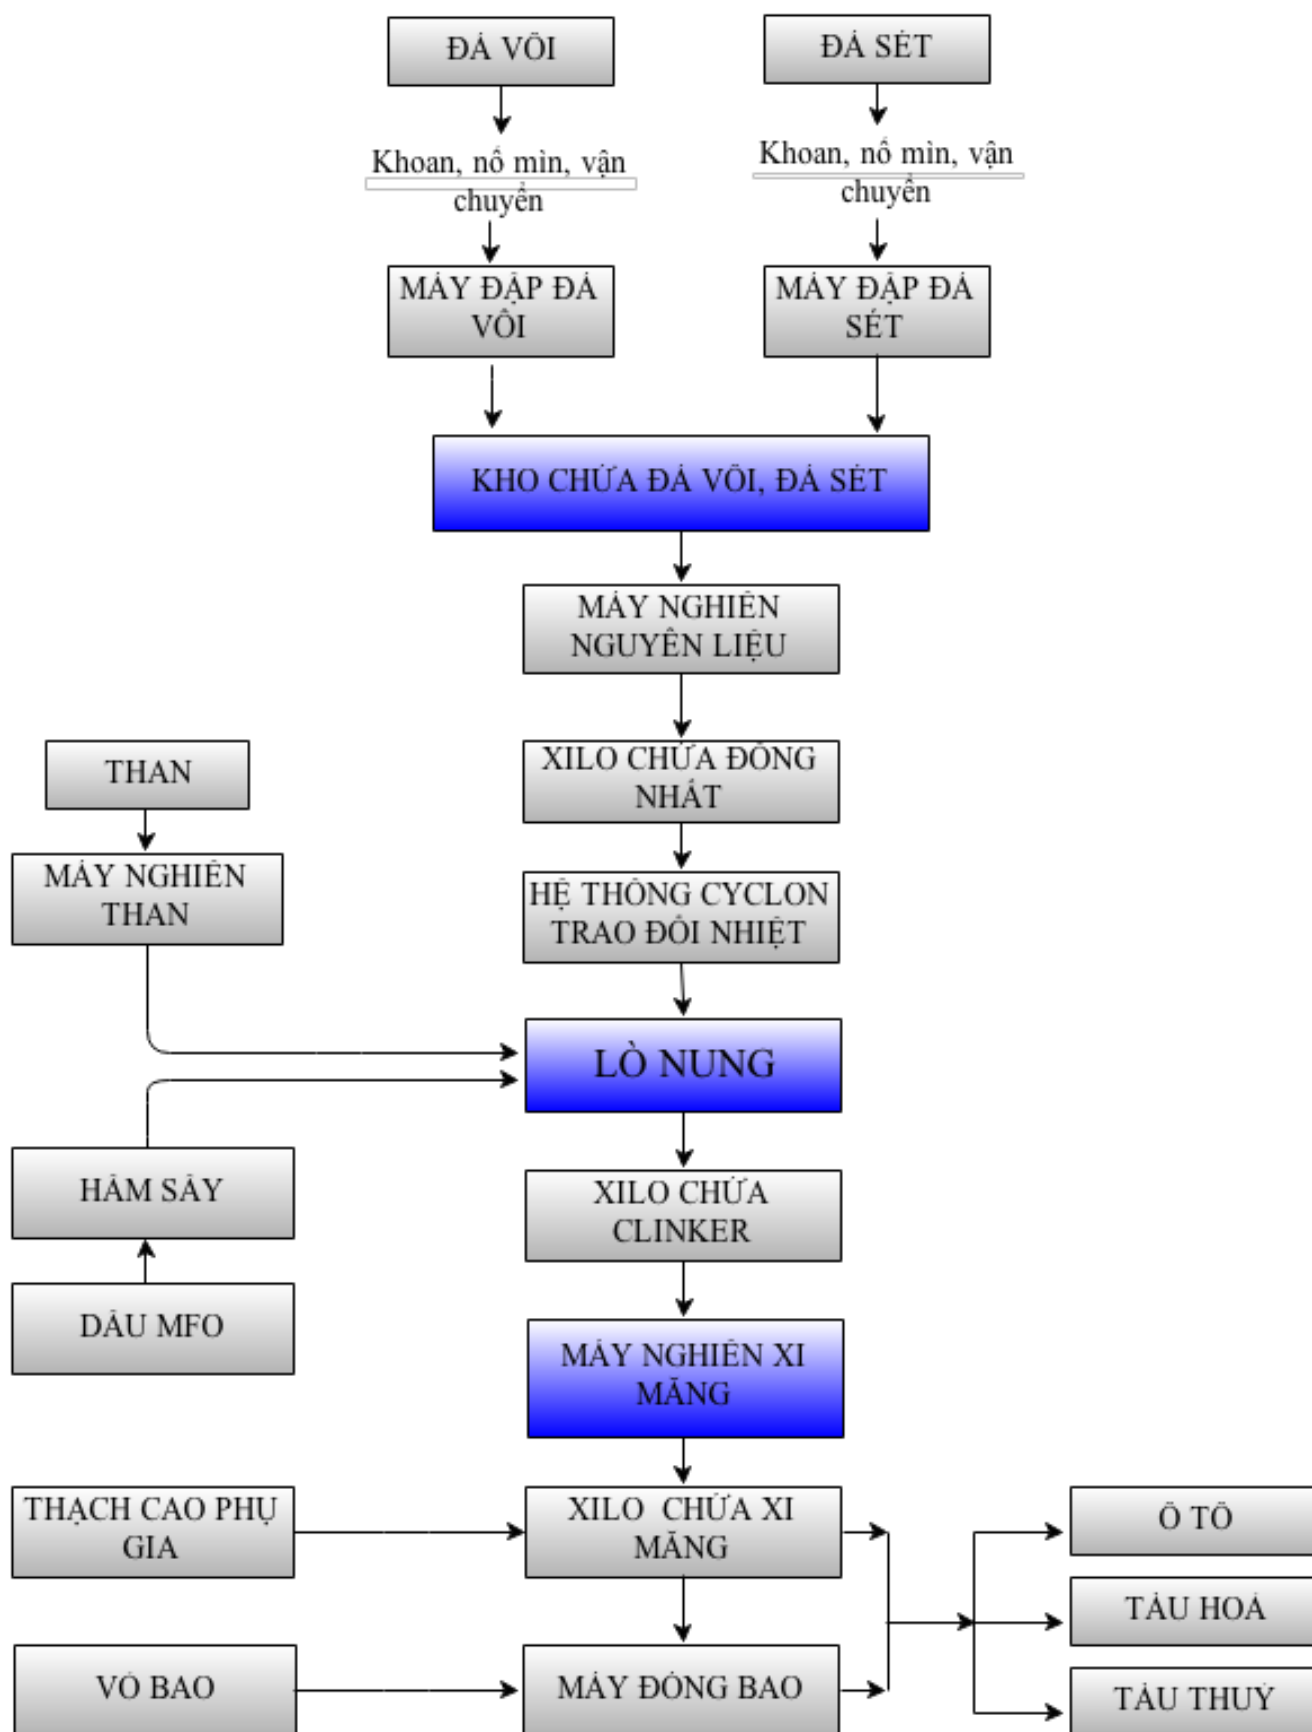 ĐÁ VÔI
ĐÁ SÉT
Khoan, nổ mìn, vận
chuyển
Khoan, nổ mìn, vận
chuyển
MÁY ĐẬP ĐÁ
VÔI
MÁY ĐẬP ĐÁ
SÉT
KHO CHỨA ĐÁ VÔI, ĐÁ SÉT
MÁY NGHIỀN
NGUYÊN LIỆU
XILO CHỨA ĐỒNG
NHẤT
THAN
MÁY NGHIỀN
THAN
HỆ THỐNG CYCLON
TRAO ĐỔI NHIỆT
LÒ NUNG
HÂM SẤY
XILO CHỨA
CLINKER
DẦU MFO
MÁY NGHIỀN XI
MĂNG
THẠCH CAO PHỤ
GIA
XILO CHỨA XI
MĂNG
Ô TÔ
TÀU HOẢ
VỎ BAO
MÁY ĐÓNG BAO
TÀU THUỶ